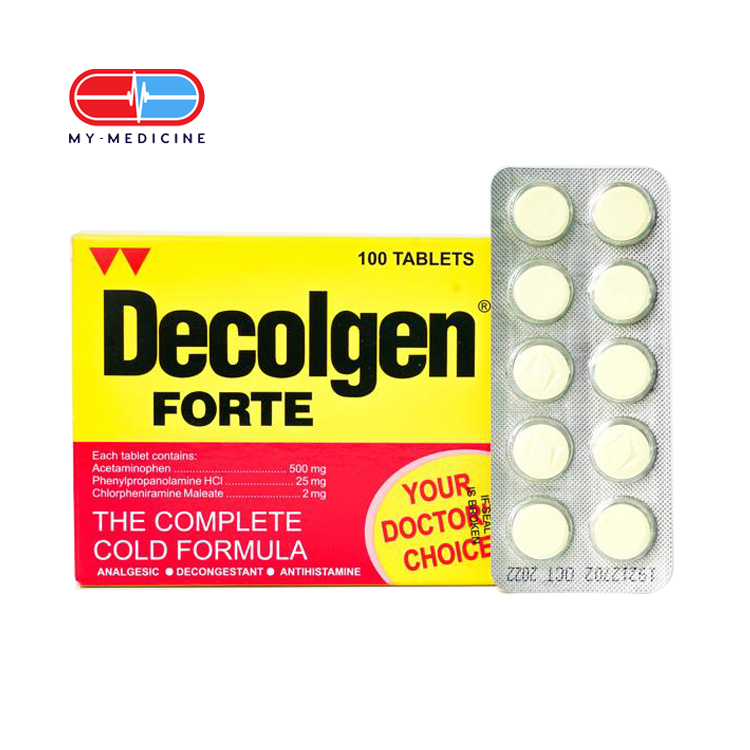 MY-MEDICINE
100 TABLETS
Decolgen®
FORTE
Each tablet contains:
Acetaminophen ........................ 500 mg
Phenylpropanolamine HCl ........ 25 mg
Chlorpheniramine Maleate ........ 2 mg
THE COMPLETE
COLD FORMULA
ANALGESIC ● DECONGESTANT ● ANTIHISTAMINE
YOUR
DOCTOR
CHOICE
IF SEAL
IS BROKEN
19212702 OCT 2022